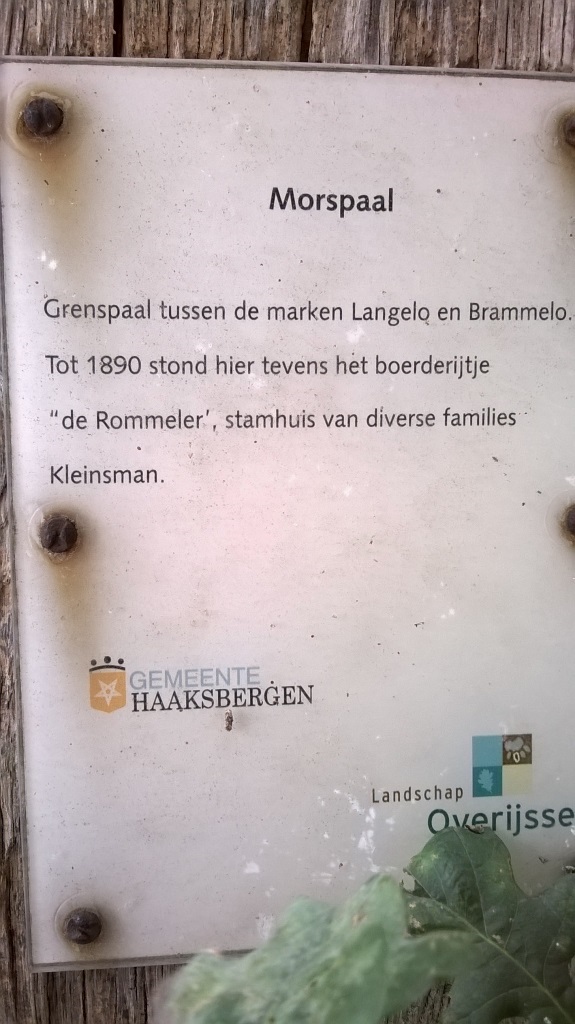 Morspaal
Grenspaal tussen de marken Langelo en Brammelo.
Tot 1890 stond hier tevens het boerderijtje
“de Rommeler’, stamhuis van diverse families
Kleinsman.
GEMEENTE
HAAKSBERGEN
Landschap
Overijsse